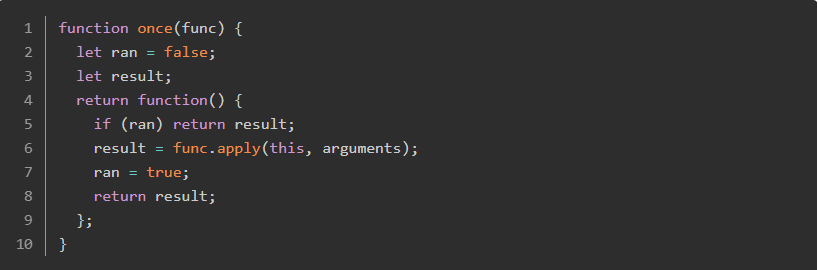 1 function once(func) {
2   let ran = false;
3   let result;
4   return function() {
5     if (ran) return result;
6     result = func.apply(this, arguments);
7     ran = true;
8     return result;
9   };
10 }